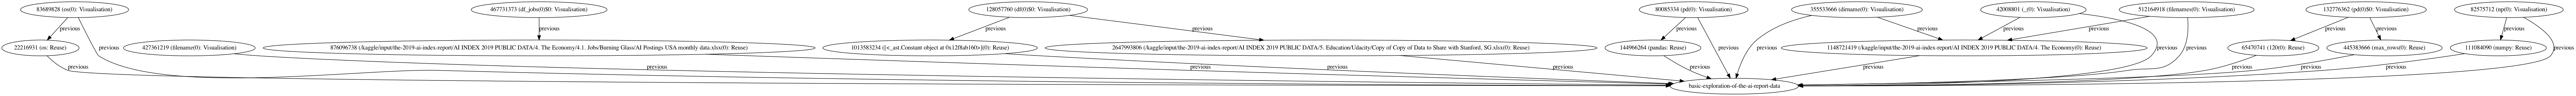 83689828 (os(0): Visualisation)
467731373 (df_jobs(0)$0: Visualisation)
128057760 (df(0)$0: Visualisation)
80085334 (pd(0): Visualisation)
355533666 (dirname(0): Visualisation)
42008801 (_(0): Visualisation)
512164918 (filenames(0): Visualisation)
132776362 (pd(0)$0: Visualisation)
82575712 (np(0): Visualisation)
previous previous previous previous previous previous previous previous previous previous previous previous previous
22216931 (os: Reuse)
previous
427361219 (filename(0): Visualisation)
876096738 (/kaggle/input/the-2019-ai-index-report/AI INDEX 2019 PUBLIC DATA/4. The Economy/4.1. Jobs/Burning Glass/AI Postings USA monthly data.xlsx(0): Reuse)
1013583234 ([<_ast.Constant object at 0x12f8ab160>](0): Reuse)
2647993806 (/kaggle/input/the-2019-ai-index-report/AI INDEX 2019 PUBLIC DATA/5. Education/Udacity/Copy of Copy of Data to Share with Stanford, SG.xlsx(0): Reuse)
144966264 (pandas: Reuse)
previous
previous
1148721419 (/kaggle/input/the-2019-ai-index-report/AI INDEX 2019 PUBLIC DATA/4. The Economy(0): Reuse)
previous
previous
65470741 (120(0): Reuse)
445383666 (max_rows(0): Reuse)
111084090 (numpy: Reuse)
previous
previous previous previous previous previous previous previous previous previous previous
basic-exploration-of-the-ai-report-data